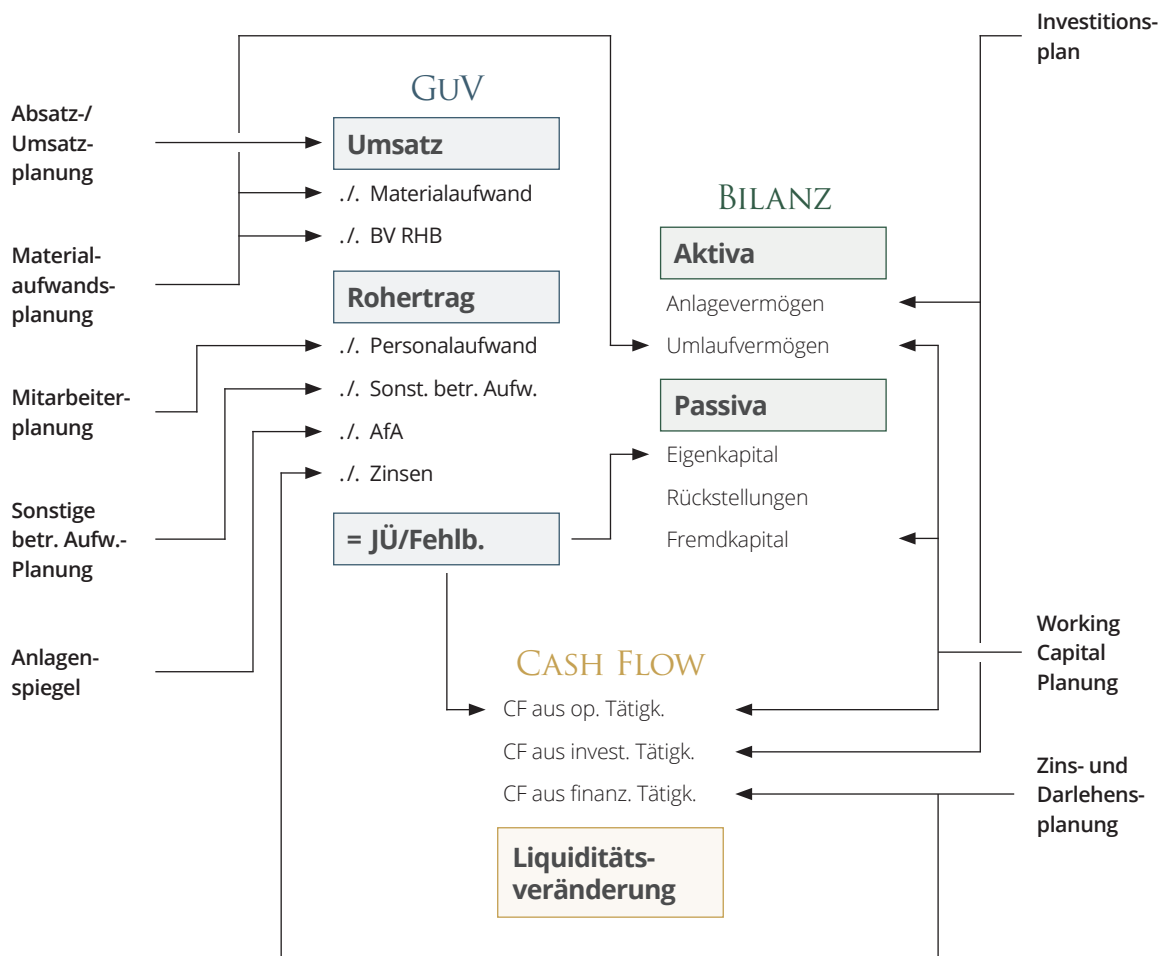 Investitions-
plan
GuV
Absatz-/
Umsatz-
planung
Umsatz
./. Materialaufwand
./. BV RHB
Material-
aufwands-
planung
Rohertrag
./. Personalaufwand
./. Sonst. betr. Aufw.
./. AfA
./. Zinsen
= JÜ/Fehlb.
Mitarbeiter-
planung
Sonstige
betr. Aufw.-
Planung
Anlagen-
spiegel
Bilanz
Aktiva
Anlagevermögen
Umlaufvermögen
Passiva
Eigenkapital
Rückstellungen
Fremdkapital
Working
Capital
Planung
Cash Flow
CF aus op. Tätigk.
CF aus invest. Tätigk.
CF aus finanz. Tätigk.
Zins- und
Darlehens-
planung
Liquiditäts-
veränderung